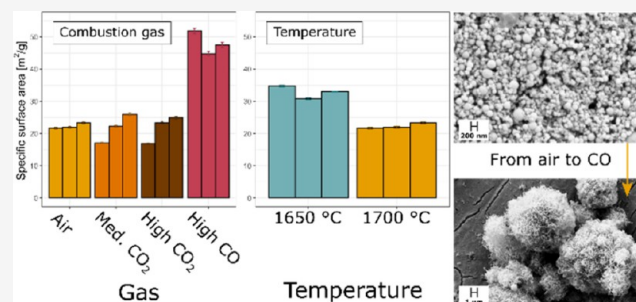 Combustion gas
Temperature
Specific surface area [m²/g]
50
40
30
20
10
0
Air
Med. CO₂
High CO₂
High CO
Gas
1650 °C
1700 °C
Temperature
H
200 nm
From air to CO
H